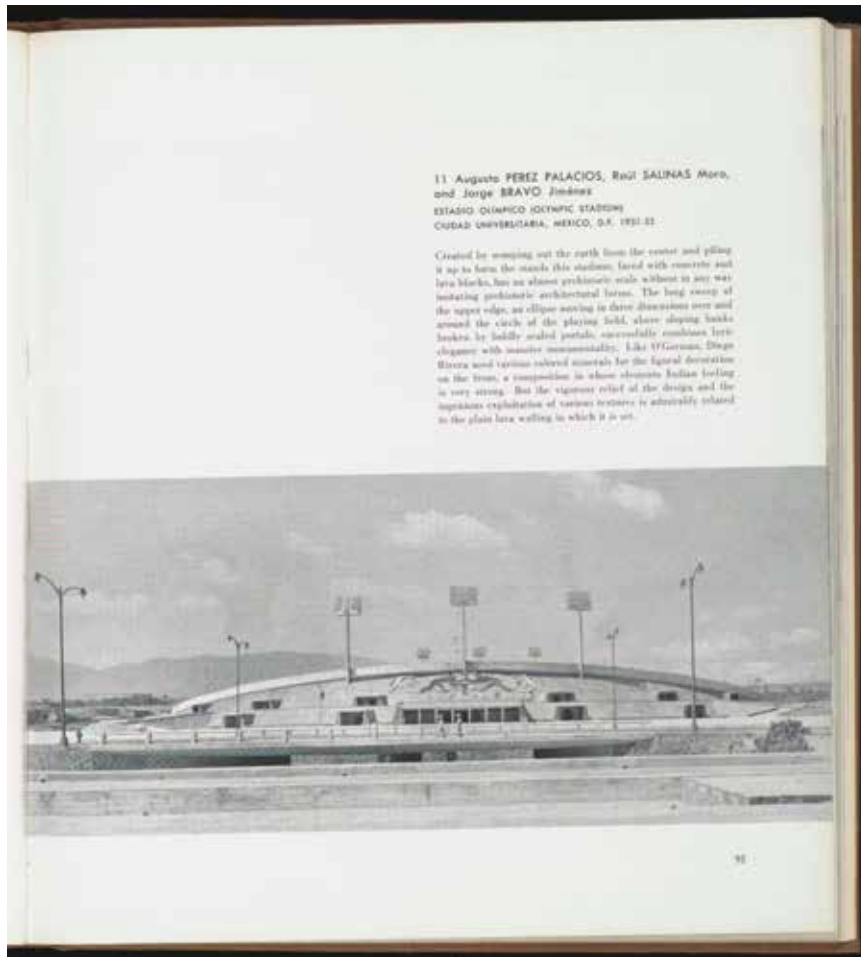 11 Augusto PEREZ PALACIOS, Raúl SALINAS Moro,
and Jorge BRAVO Jiménez
ESTADIO OLIMPICO (OLYMPIC STADIUM)
CIUDAD UNIVERSITARIA, MEXICO, D.F. 1951-52
Created by scooping out the earth from the center and piling
it up to form the stands this stadium, faced with concrete and
lava blocks, has an almost prehistoric scale without in any way
imitating prehistoric architectural forms. The long sweep of
the upper edge, an ellipse moving in three dimensions over and
around the circle of the playing field, above sloping banks
broken by boldly scaled portals, successfully combines lyric
elegance with massive monumentality. Like O'Gorman, Diego
Rivera used various colored minerals for the figural decoration
on the front, a composition in whose elements Indian feeling
is very strong. But the vigorous relief of the design and the
ingenious exploitation of various textures is admirably related
to the plain lava walling in which it is set.